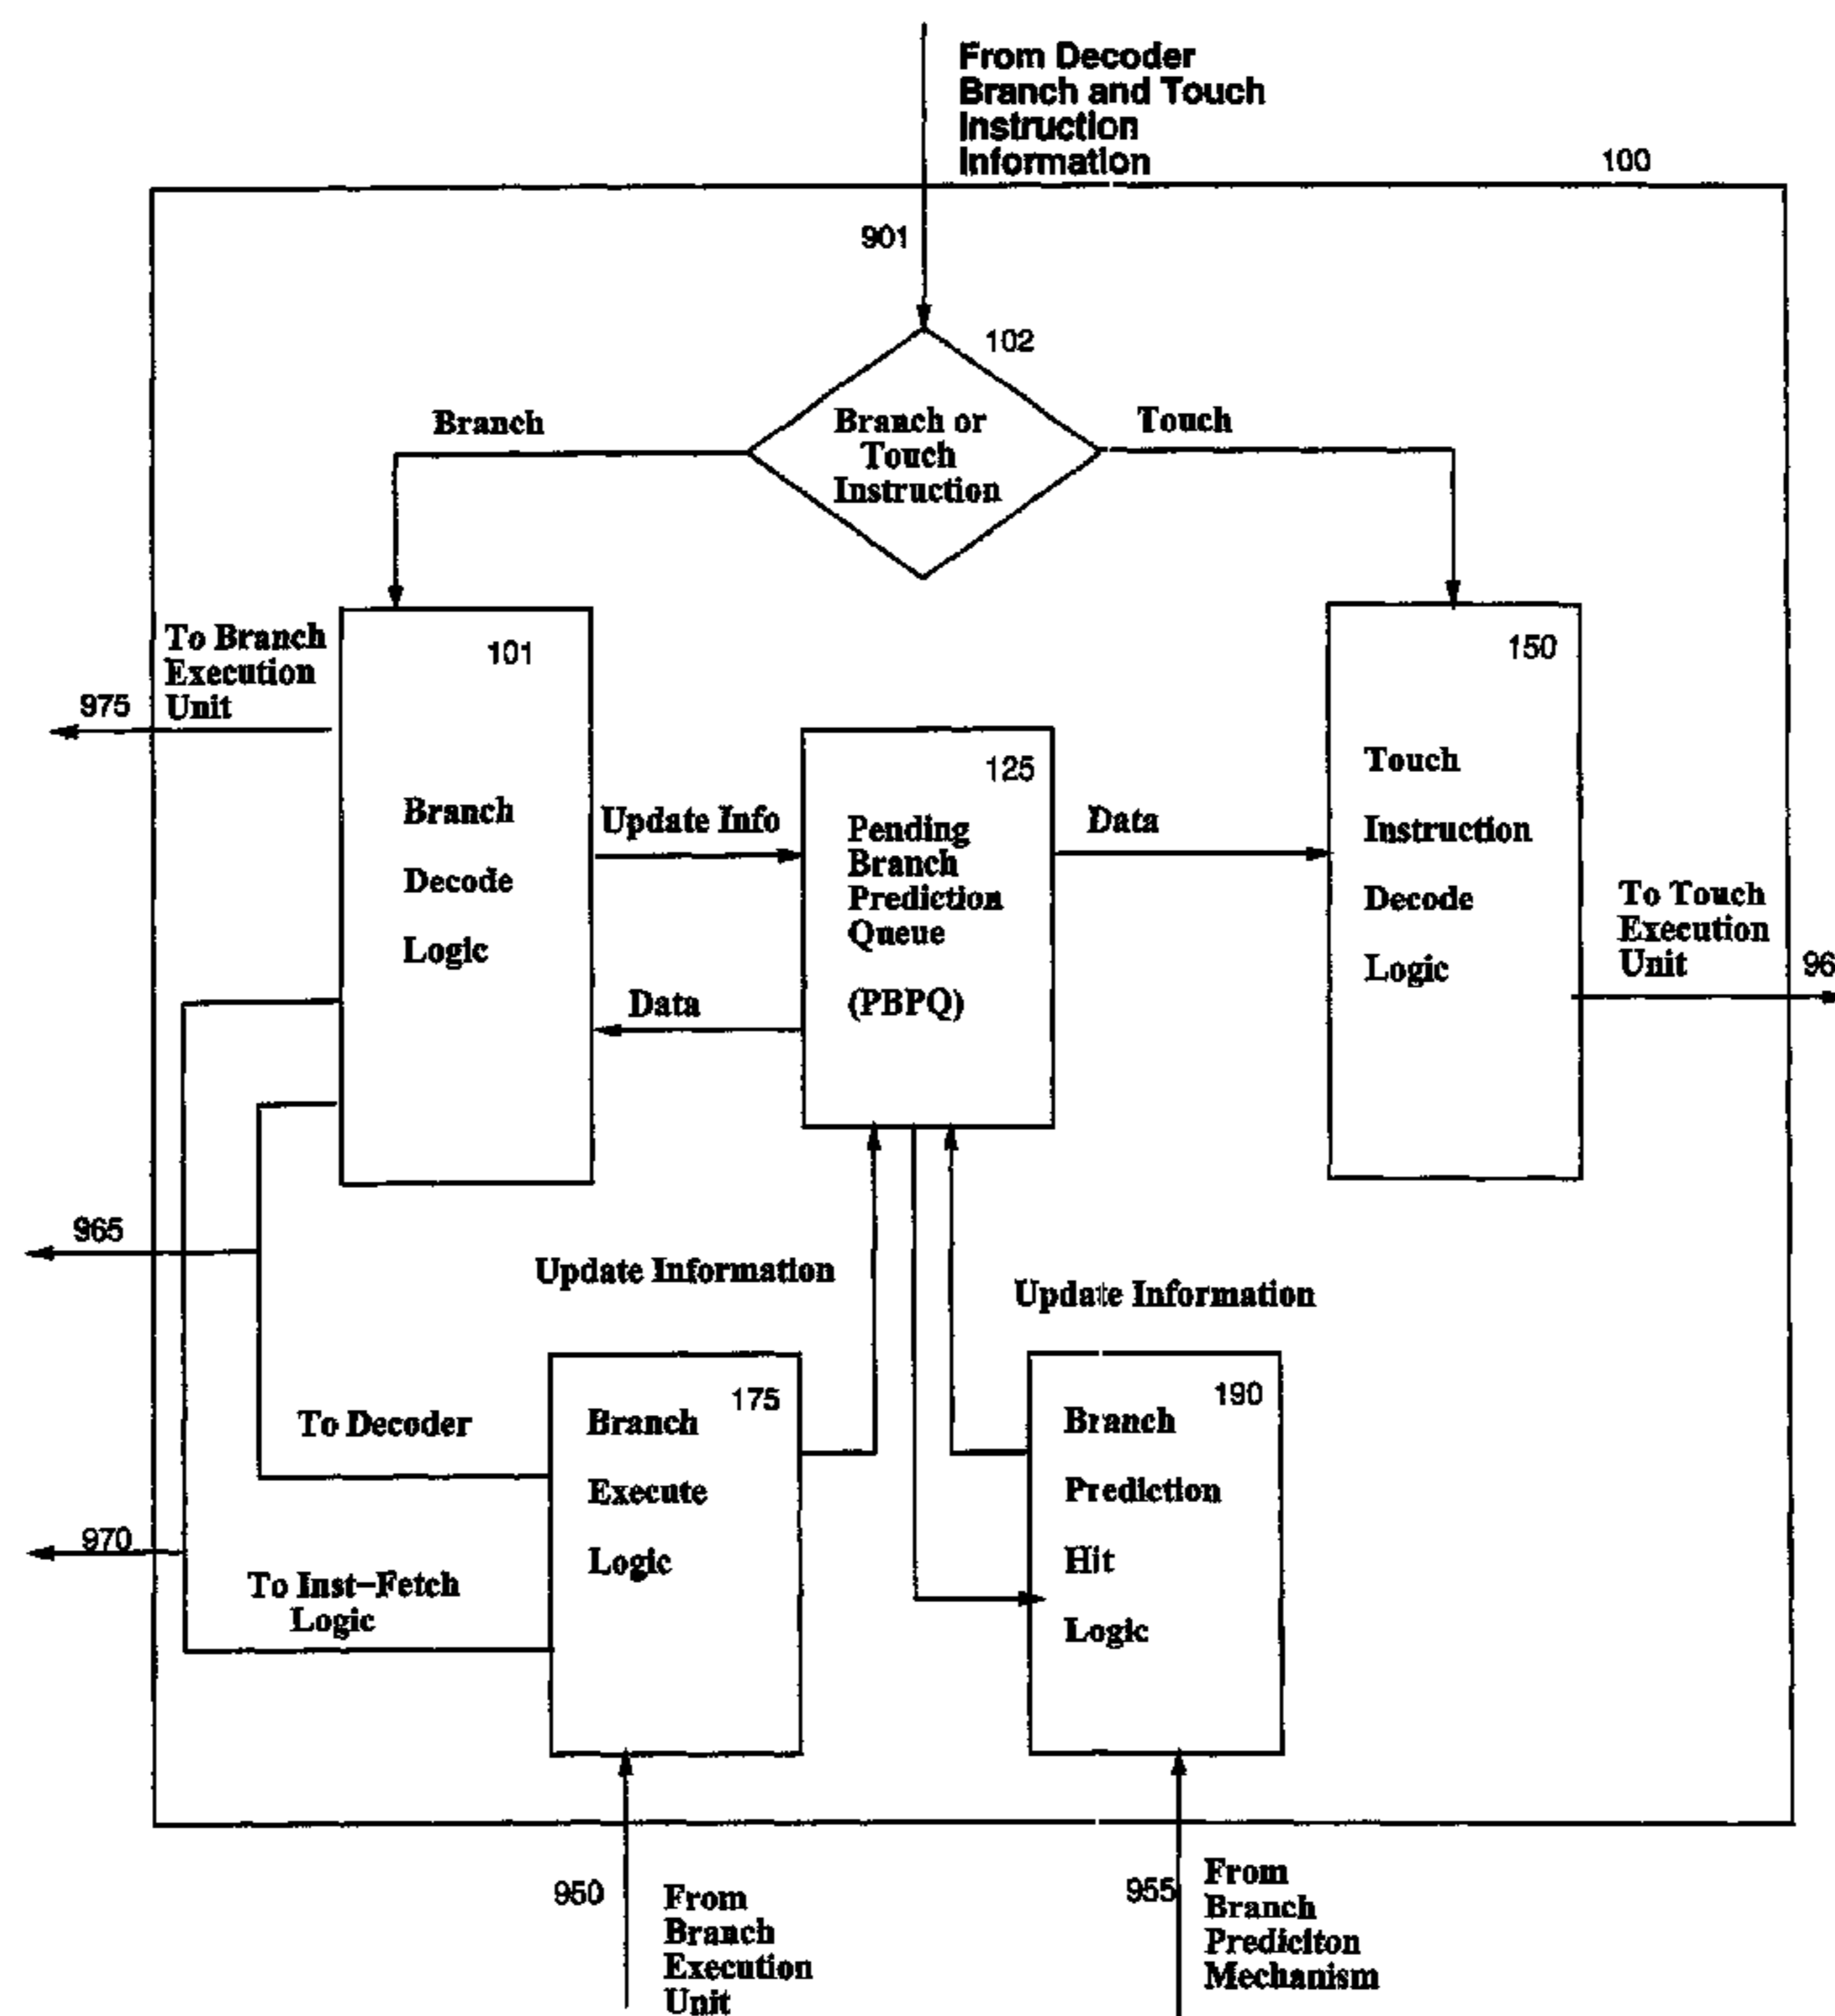 From Decoder
Branch and Touch
Instruction
Information
100
901
102
Branch or
Touch
Instruction
Branch
Touch
To Branch
Execution
Unit
975
101
Branch
Decode
Logic
Update Info
Data
125
Pending
Branch
Prediction
Queue
(PBPQ)
Data
150
Touch
Instruction
Decode
Logic
To Touch
Execution
Unit
96
965
Update Information
Update Information
To Decoder
970
To Inst-Fetch
Logic
175
Branch
Execute
Logic
190
Branch
Prediction
Hit
Logic
950
From
Branch
Execution
Unit
955
From
Branch
Prediciton
Mechanism